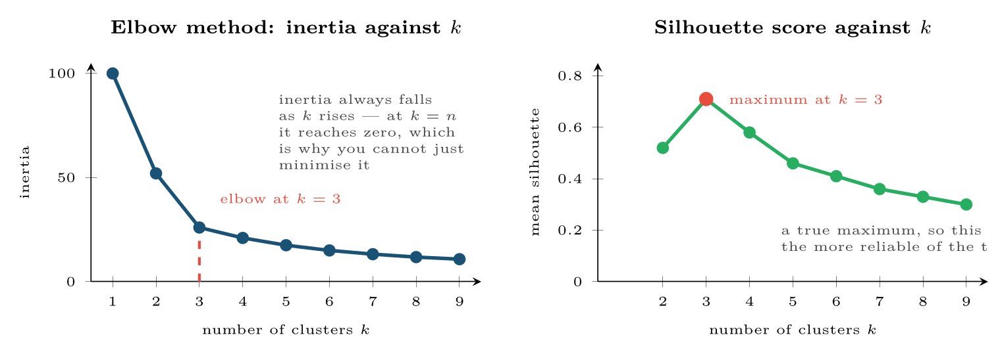 Elbow method: inertia against k
100
50
0
inertia
inertia always falls
as k rises — at k = n
it reaches zero, which
is why you cannot just
minimise it
elbow at k = 3
1 2 3 4 5 6 7 8 9
number of clusters k
Silhouette score against k
0.8
0.6
0.4
0.2
0
mean silhouette
maximum at k = 3
a true maximum, so this
the more reliable of the t
2 3 4 5 6 7 8 9
number of clusters k